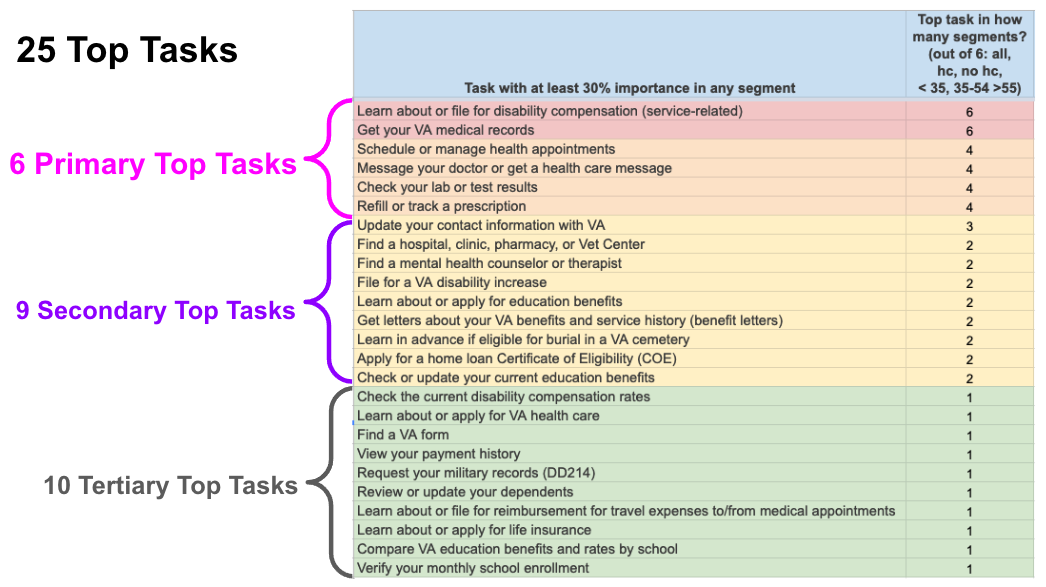 25 Top Tasks
Task with at least 30% importance in any segment
Top task in how
many segments?
(out of 6: all,
hc, no hc,
< 35, 35-54 >55)
6 Primary Top Tasks
Learn about or file for disability compensation (service-related) 6
Get your VA medical records 6
Schedule or manage health appointments 4
Message your doctor or get a health care message 4
Check your lab or test results 4
Refill or track a prescription 4
9 Secondary Top Tasks
Update your contact information with VA 3
Find a hospital, clinic, pharmacy, or Vet Center 2
Find a mental health counselor or therapist 2
File for a VA disability increase 2
Learn about or apply for education benefits 2
Get letters about your VA benefits and service history (benefit letters) 2
Learn in advance if eligible for burial in a VA cemetery 2
Apply for a home loan Certificate of Eligibility (COE) 2
Check or update your current education benefits 2
10 Tertiary Top Tasks
Check the current disability compensation rates 1
Learn about or apply for VA health care 1
Find a VA form 1
View your payment history 1
Request your military records (DD214) 1
Review or update your dependents 1
Learn about or file for reimbursement for travel expenses to/from medical appointments 1
Learn about or apply for life insurance 1
Compare VA education benefits and rates by school 1
Verify your monthly school enrollment 1